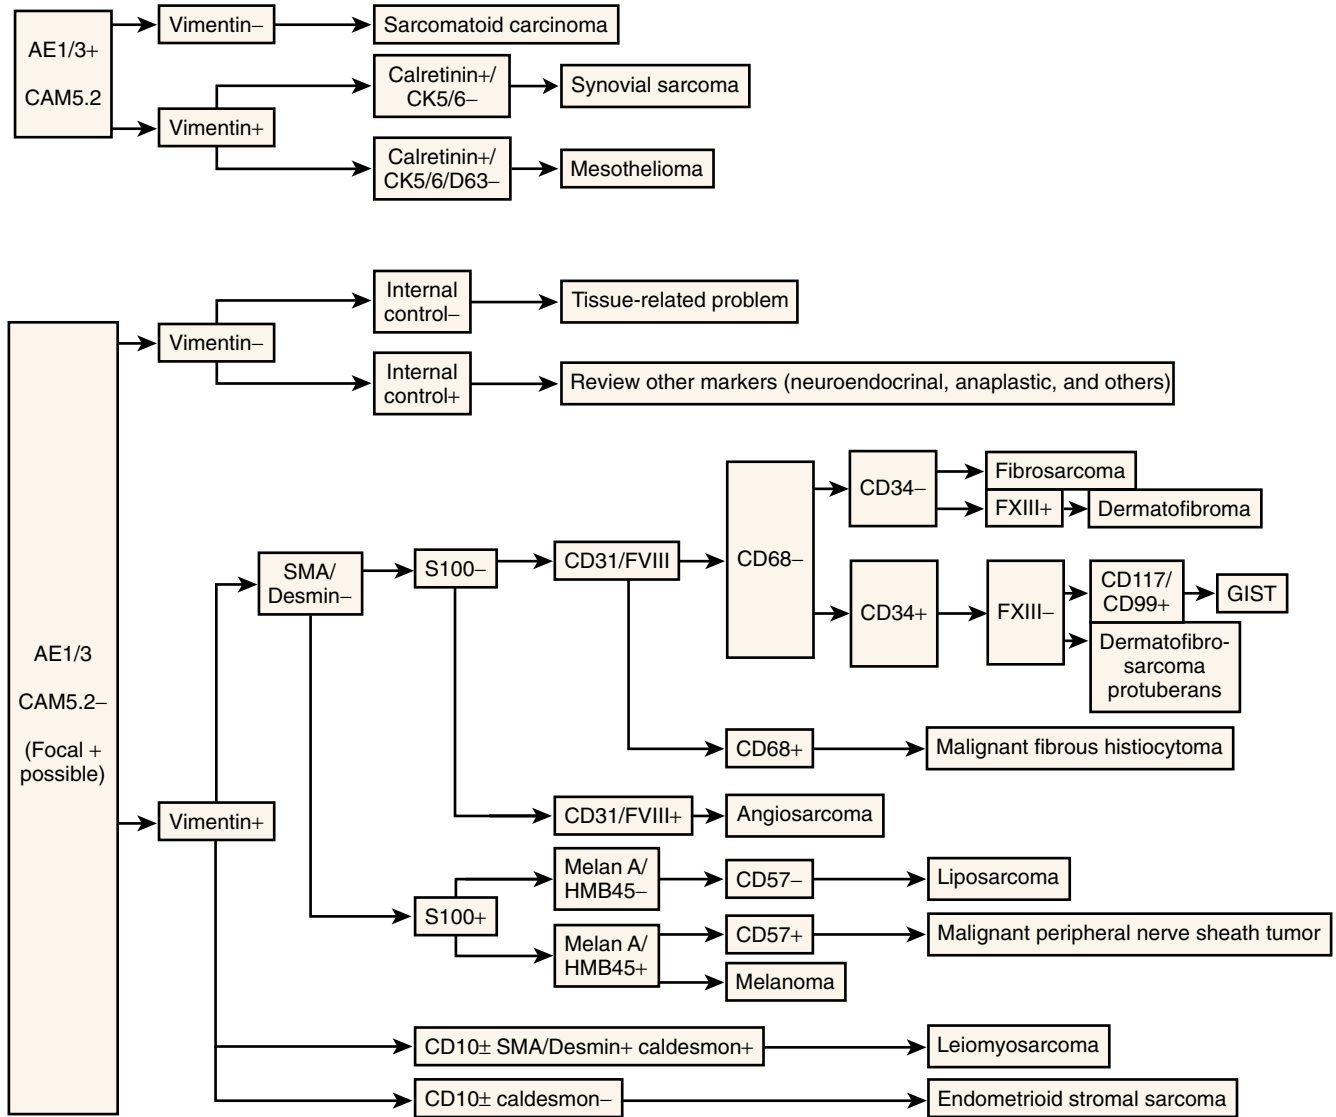 AE1/3+
CAM5.2
Vimentin–
Sarcomatoid carcinoma
Vimentin+
Calretinin+/
CK5/6–
Synovial sarcoma
Calretinin+/
CK5/6/D63–
Mesothelioma
AE1/3
CAM5.2–
(Focal +
possible)
Vimentin–
Internal
control–
Tissue-related problem
Internal
control+
Review other markers (neuroendocrinal, anaplastic, and others)
Vimentin+
SMA/
Desmin–
S100–
CD31/FVIII
CD68–
CD34–
Fibrosarcoma
FXIII+
Dermatofibroma
CD34+
FXIII–
CD117/
CD99+
GIST
Dermatofibro-
sarcoma
protuberans
CD68+
Malignant fibrous histiocytoma
CD31/FVIII+
Angiosarcoma
S100+
Melan A/
HMB45–
CD57–
Liposarcoma
Melan A/
HMB45+
CD57+
Malignant peripheral nerve sheath tumor
Melanoma
CD10± SMA/Desmin+ caldesmon+
Leiomyosarcoma
CD10± caldesmon–
Endometrioid stromal sarcoma